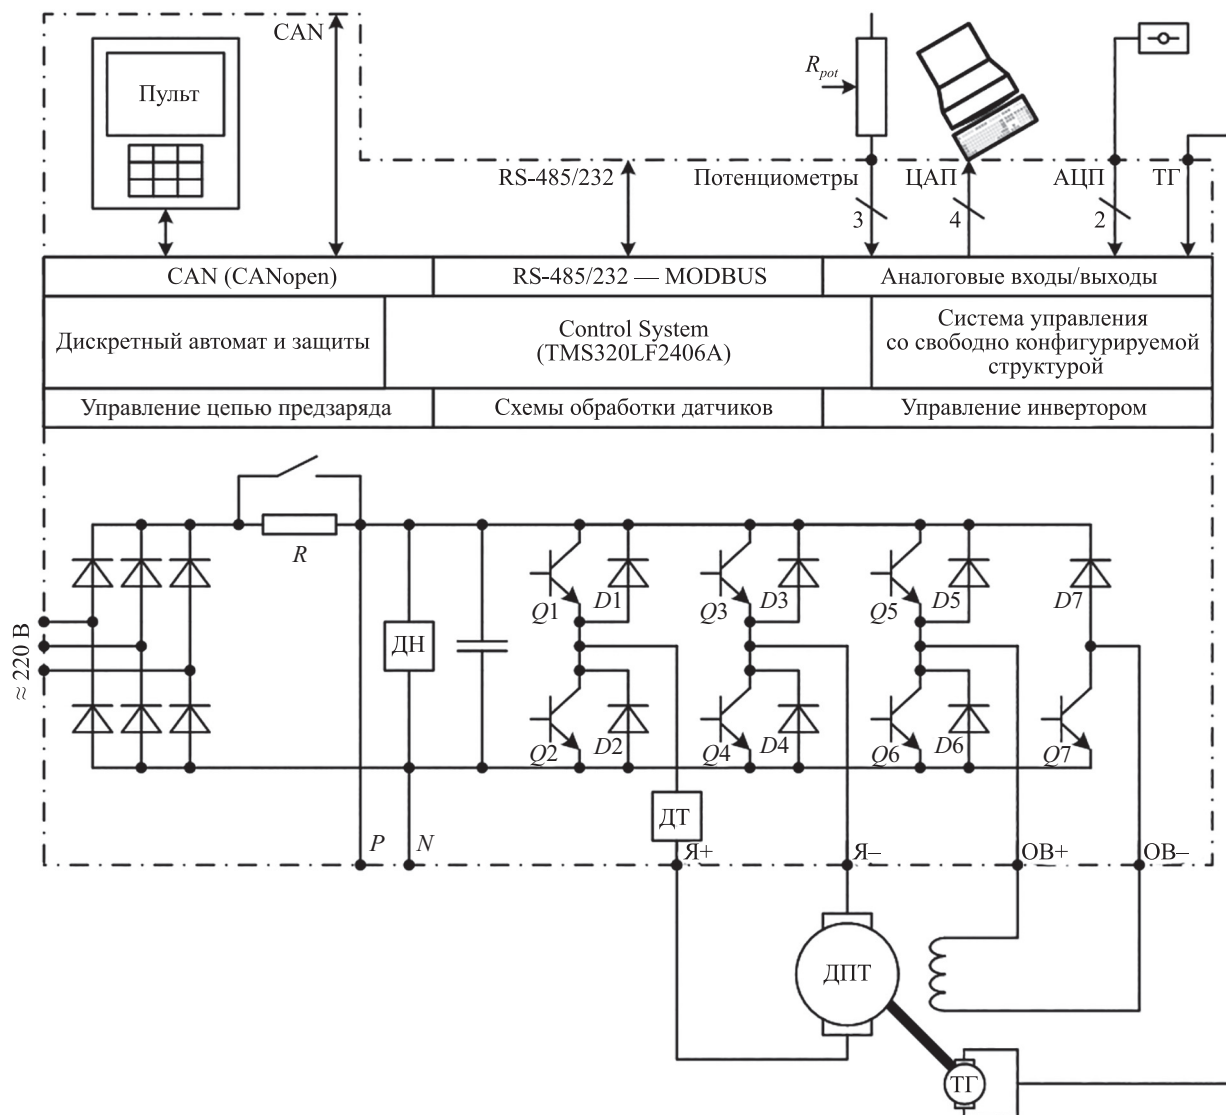 CAN
Пульт
R_pot
RS-485/232
Потенциометры
ЦАП
АЦП
ТГ
3
4
2
CAN (CANopen)
RS-485/232 — MODBUS
Аналоговые входы/выходы
Дискретный автомат и защиты
Control System
(TMS320LF2406A)
Система управления
со свободно конфигурируемой
структурой
Управление цепью предзаряда
Схемы обработки датчиков
Управление инвертором
R
Q1
D1
Q3
D3
Q5
D5
D7
≈ 220 В
ДН
Q2
D2
Q4
D4
Q6
D6
Q7
ДТ
P
N
Я+
Я–
ОВ+
ОВ–
ДПТ
ТГ